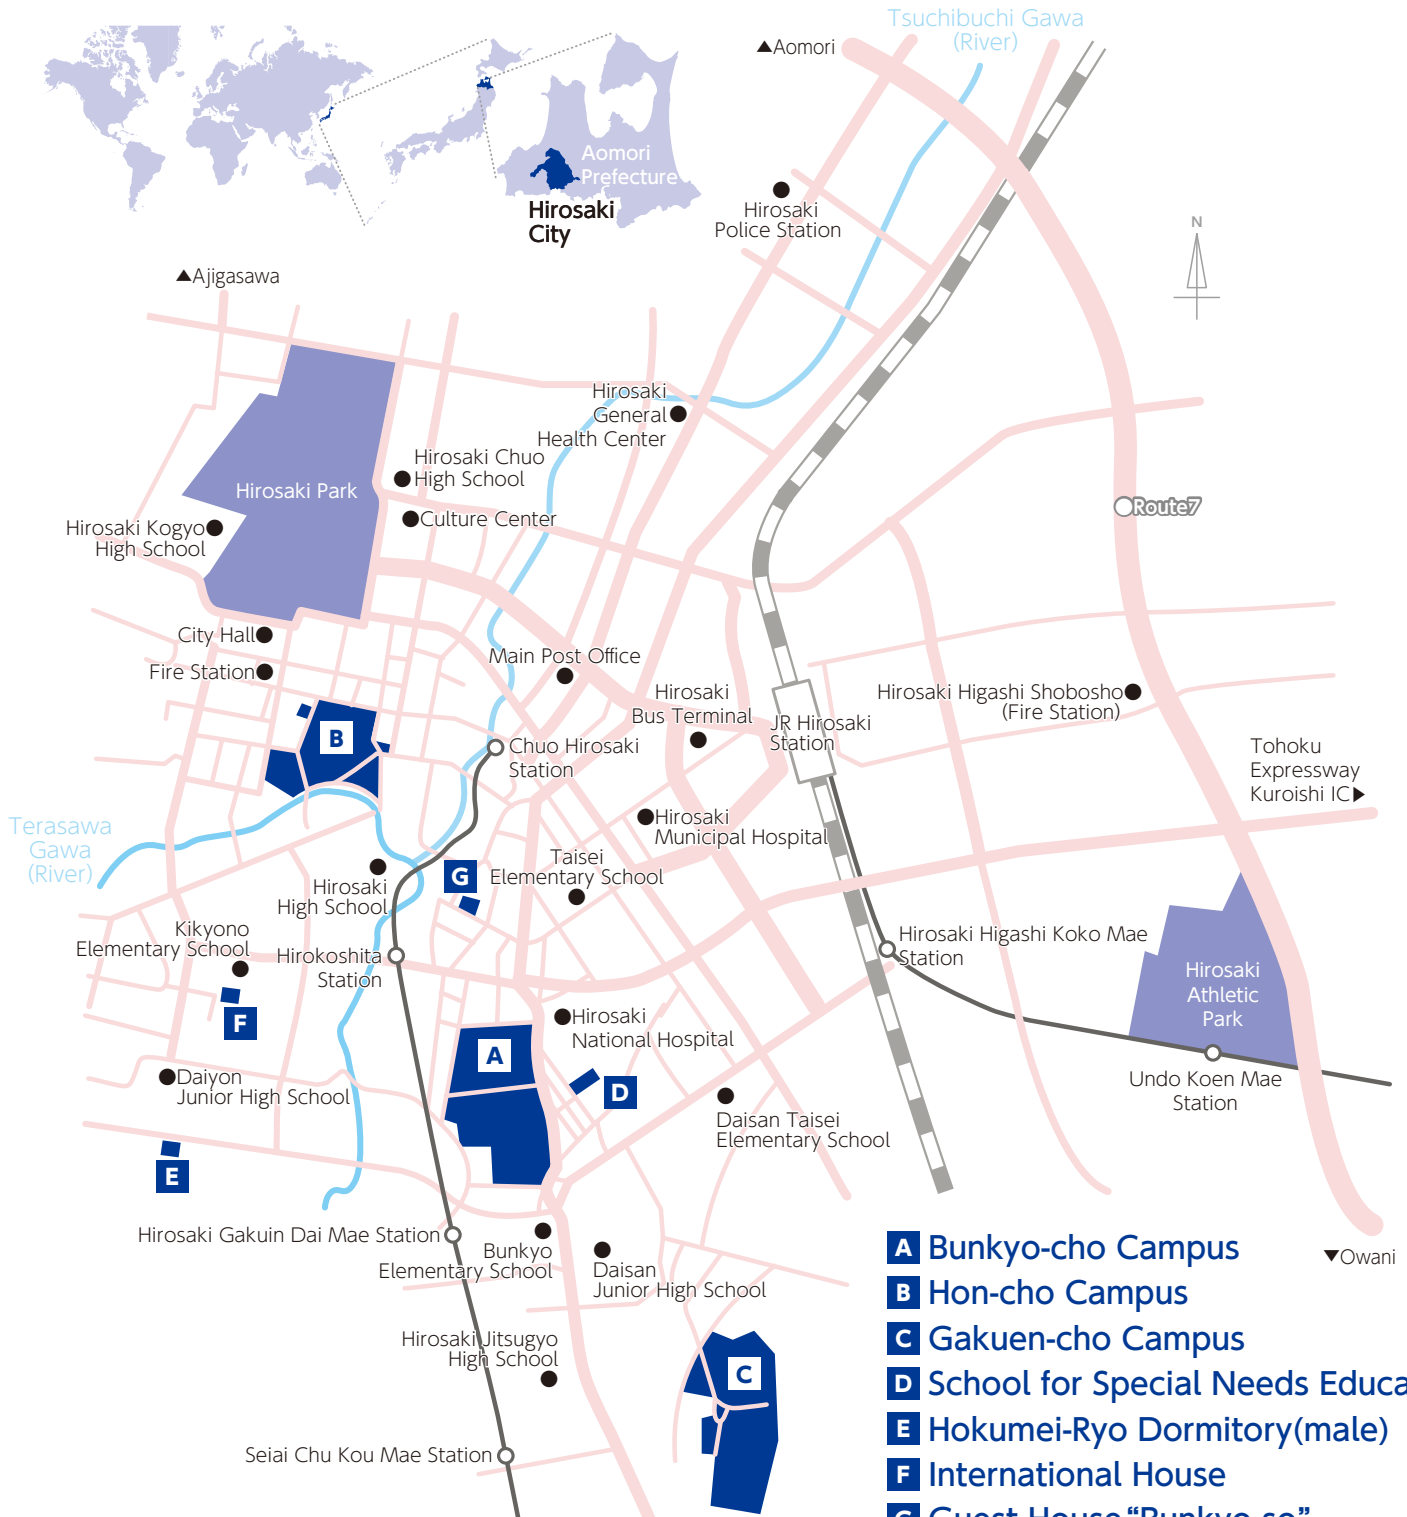 Tsuchibuchi Gawa
(River)
▲Aomori
Aomori
Prefecture
Hirosaki
City
Hirosaki
Police Station
N
▲Ajigasawa
Hirosaki
General
Health Center
Hirosaki Chuo
High School
Hirosaki Park
Culture Center
Route7
Hirosaki Kogyo
High School
City Hall
Main Post Office
Fire Station
Hirosaki
Bus Terminal
Hirosaki Higashi Shobosho
(Fire Station)
JR Hirosaki
Station
B
Chuo Hirosaki
Station
Tohoku
Expressway
Kuroishi IC▶
Terasawa
Gawa
(River)
Hirosaki
Municipal Hospital
Taisei
Elementary School
G
Hirosaki
High School
Kikyono
Elementary School
Hirokoshita
Station
Hirosaki Higashi Koko Mae
Station
Hirosaki
Athletic
Park
F
Hirosaki
National Hospital
A
D
Daiyon
Junior High School
Undo Koen Mae
Station
Daisan Taisei
Elementary School
E
Hirosaki Gakuin Dai Mae Station
Bunkyo
Elementary School
Daisan
Junior High School
▼Owani
Hirosaki Jitsugyo
High School
C
Seiai Chu Kou Mae Station
A Bunkyo-cho Campus
B Hon-cho Campus
C Gakuen-cho Campus
D School for Special Needs Educa
E Hokumei-Ryo Dormitory(male)
F International House
G Guest House “Bunkyo-so”